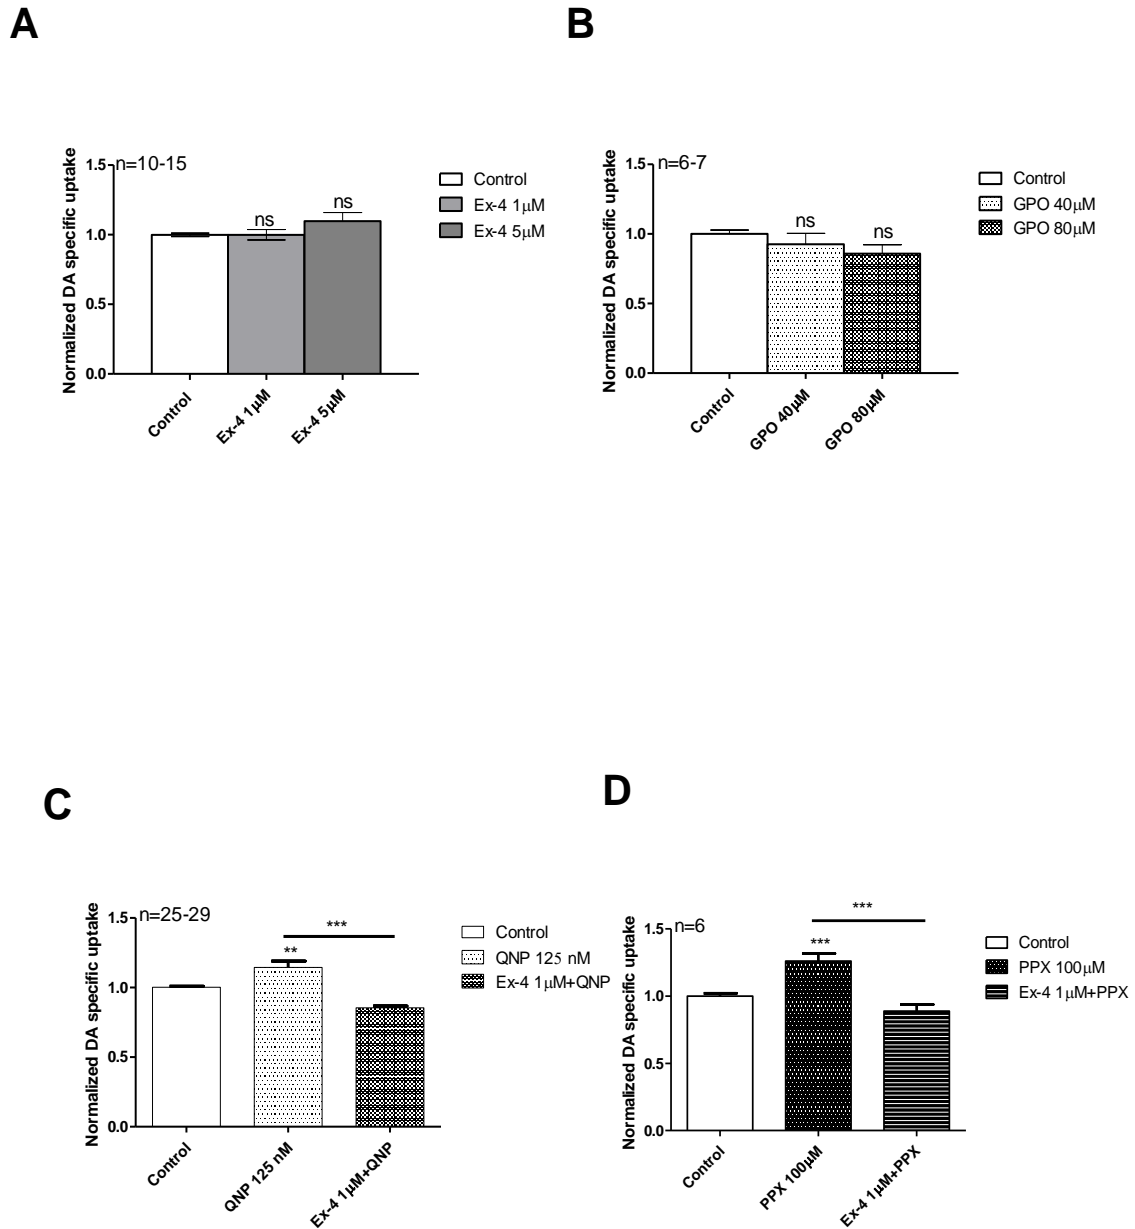 A
B
Normalized DA specific uptake
1.5
1.0
0.5
0.0
n=10-15
ns
ns
Control
Ex-4 1μM
Ex-4 5μM
Control
Ex-4 1μM
Ex-4 5μM
Normalized DA specific uptake
1.5
1.0
0.5
0.0
n=6-7
ns
ns
Control
GPO 40μM
GPO 80μM
Control
GPO 40μM
GPO 80μM
C
D
Normalized DA specific uptake
1.5
1.0
0.5
0.0
n=25-29
***
**
Control
QNP 125 nM
Ex-4 1μM+QNP
Control
QNP 125 nM
Ex-4 1μM+QNP
Normalized DA specific uptake
1.5
1.0
0.5
0.0
n=6
***
***
Control
PPX 100μM
Ex-4 1μM+PPX
Control
PPX 100μM
Ex-4 1μM+PPX